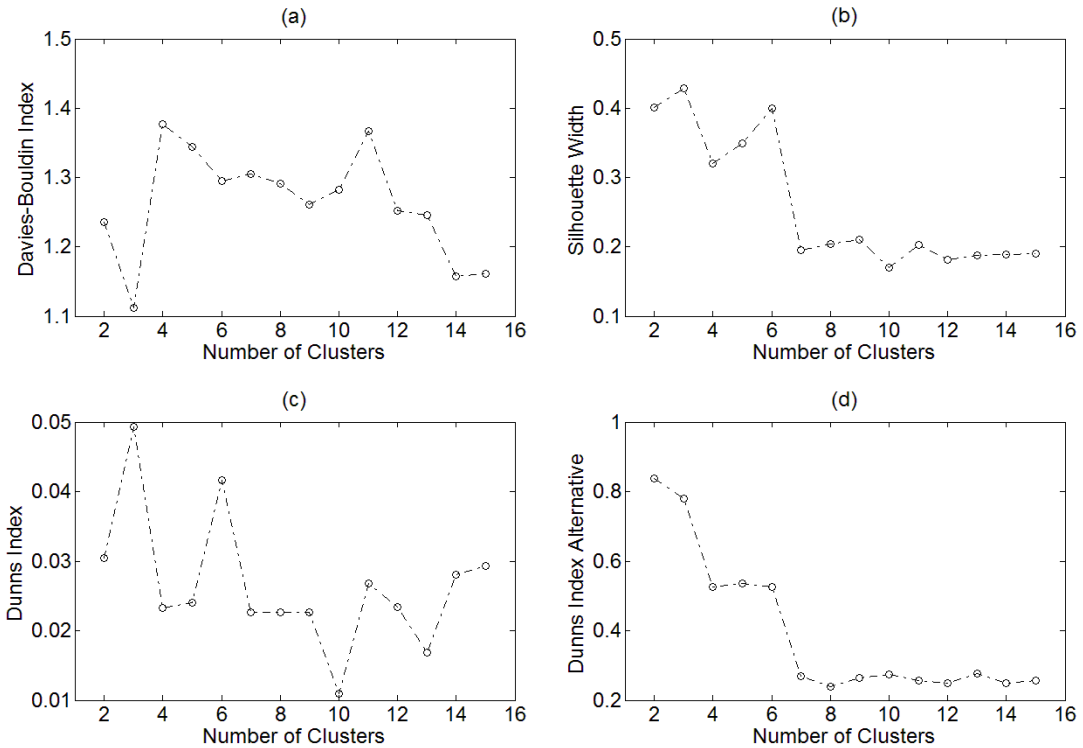 (a)
1.5
1.4
1.3
1.2
1.1
Davies-Bouldin Index
2 4 6 8 10 12 14 16
Number of Clusters
(b)
0.5
0.4
0.3
0.2
0.1
Silhouette Width
2 4 6 8 10 12 14 16
Number of Clusters
(c)
0.05
0.04
0.03
0.02
0.01
Dunns Index
2 4 6 8 10 12 14 16
Number of Clusters
(d)
1
0.8
0.6
0.4
0.2
Dunns Index Alternative
2 4 6 8 10 12 14 16
Number of Clusters